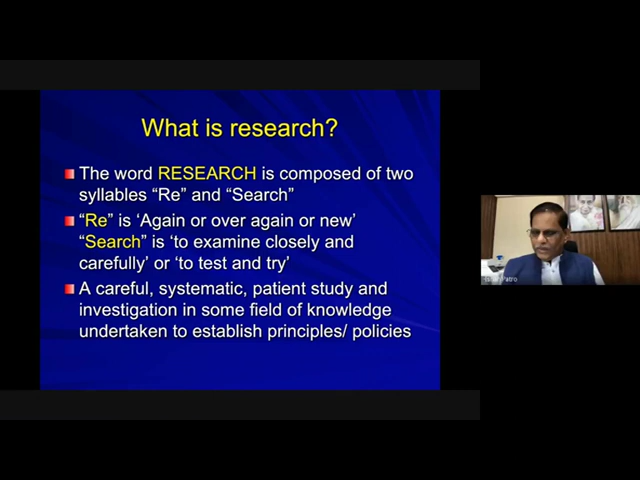 What is research?
The word RESEARCH is composed of two
syllables “Re” and “Search”
“Re” is ‘Again or over again or new’
“Search” is ‘to examine closely and
carefully’ or ‘to test and try’
A careful, systematic, patient study and
investigation in some field of knowledge
undertaken to establish principles/ policies
Patro